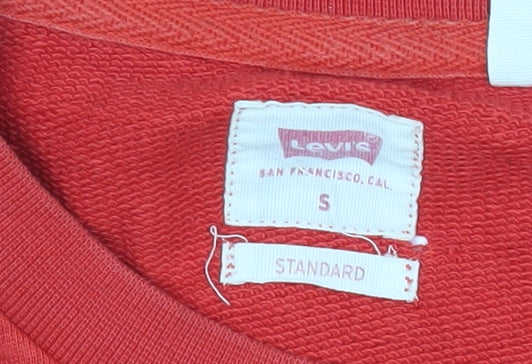 Levi's
SAN FRANCISCO, CAL.
S
STANDARD